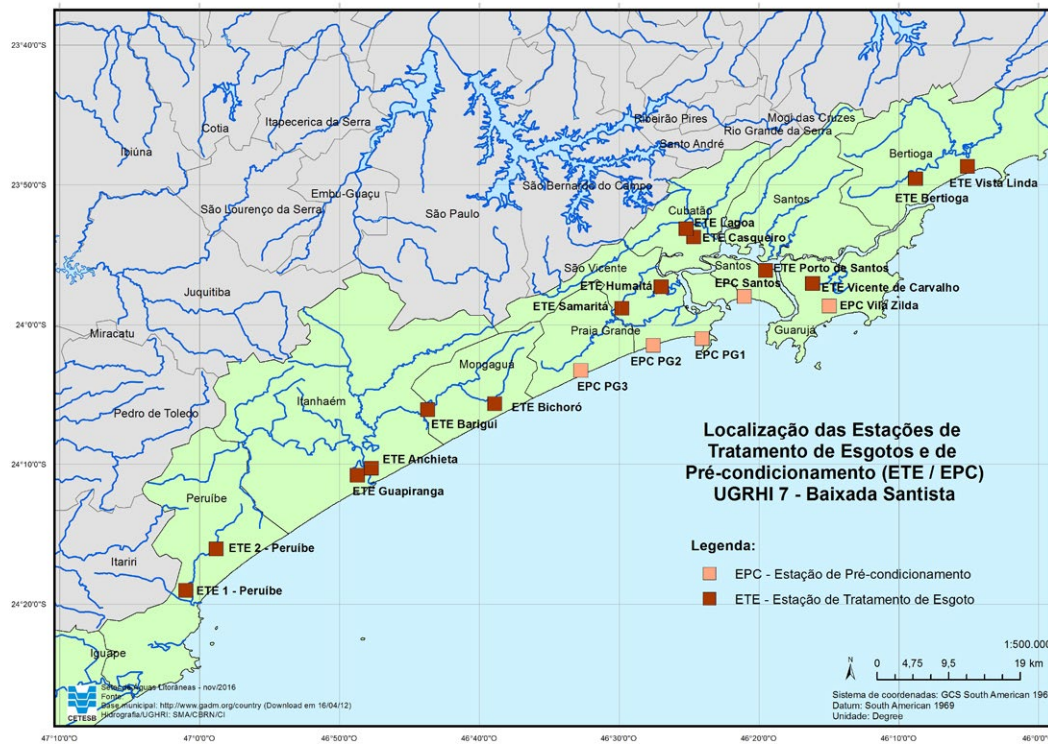 23°40'0"S
Cotia
Itapecerica da Serra
Ribeirão Pires
Mogi das Cruzes
Rio Grande da Serra
Santo André
Ibiúna
Bertioga
23°50'0"S
ETE Vista Linda
Embu-Guaçu
São Bernardo do Campo
ETE Bertioga
São Lourenço da Serra
São Paulo
Santos
Cubatão
ETE Lagoa
ETE Casqueiro
São Vicente
Santos
ETE Porto de Santos
Juquitiba
ETE Humaitá
EPC Santos
ETE Vicente de Carvalho
ETE Samaritá
EPC Vila Zilda
24°0'0"S
Miracatu
Praia Grande
Guarujá
EPC PG1
EPC PG2
Mongaguá
EPC PG3
Itanhaém
ETE Bichoró
Pedro de Toledo
ETE Barigui
Localização das Estações de
Tratamento de Esgotos e de
Pré-condicionamento (ETE / EPC)
UGRHI 7 - Baixada Santista
24°10'0"S
ETE Anchieta
ETE Guapiranga
Peruíbe
Legenda:
ETE 2 - Peruíbe
Itariri
EPC - Estação de Pré-condicionamento
ETE 1 - Peruíbe
ETE - Estação de Tratamento de Esgoto
24°20'0"S
1:500.000
Iguape
N
0 4,75 9,5 19 km
CETESB
Setor de Águas Litorâneas - nov/2016
Fonte
Base municipal: http://www.gadm.org/country (Download em 16/04/12)
Hidrografia/UGHRI: SMA/CBRN/CI
Sistema de coordenadas: GCS South American 196
Datum: South American 1969
Unidade: Degree
47°10'0"W 47°0'0"W 46°50'0"W 46°40'0"W 46°30'0"W 46°20'0"W 46°10'0"W 46°0'0"W